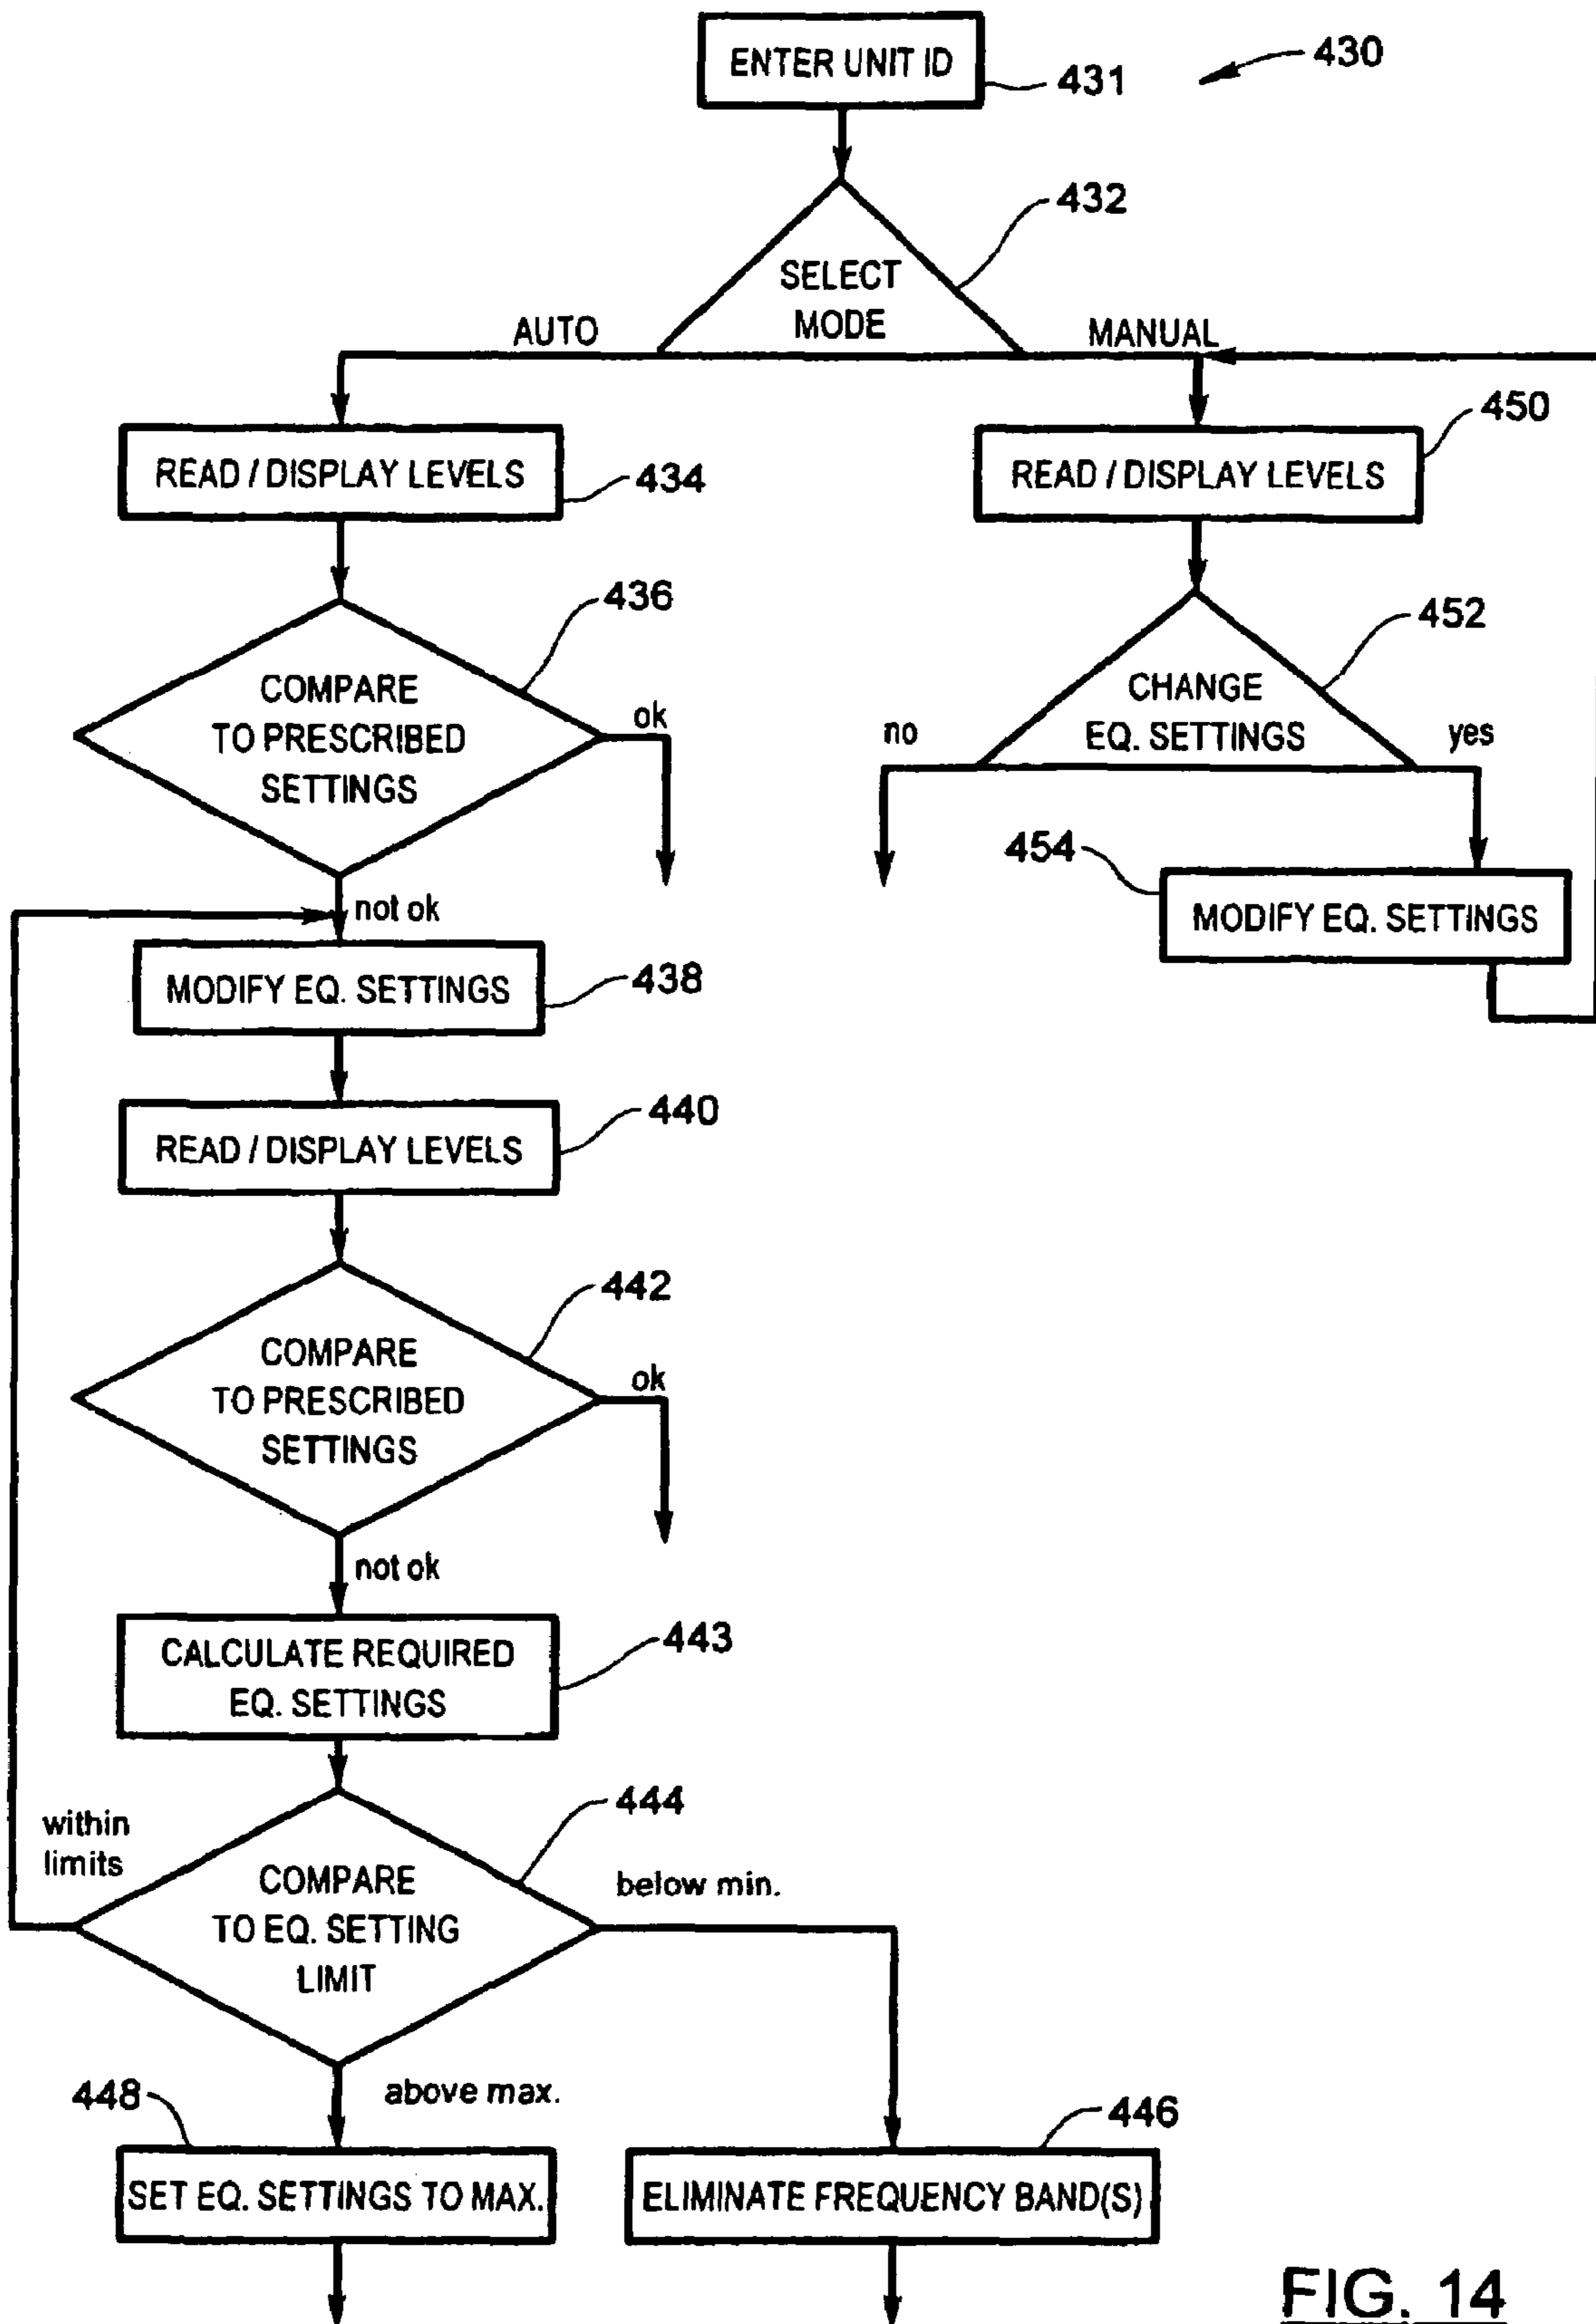 ENTER UNIT ID
431
430
432
SELECT
MODE
AUTO
MANUAL
READ / DISPLAY LEVELS
434
READ / DISPLAY LEVELS
450
436
COMPARE
TO PRESCRIBED
SETTINGS
ok
452
CHANGE
EQ. SETTINGS
no
yes
454
MODIFY EQ. SETTINGS
not ok
MODIFY EQ. SETTINGS
438
READ / DISPLAY LEVELS
440
442
COMPARE
TO PRESCRIBED
SETTINGS
ok
not ok
CALCULATE REQUIRED
EQ. SETTINGS
443
within
limits
444
COMPARE
TO EQ. SETTING
LIMIT
below min.
above max.
448
SET EQ. SETTINGS TO MAX.
446
ELIMINATE FREQUENCY BAND(S)
FIG. 14